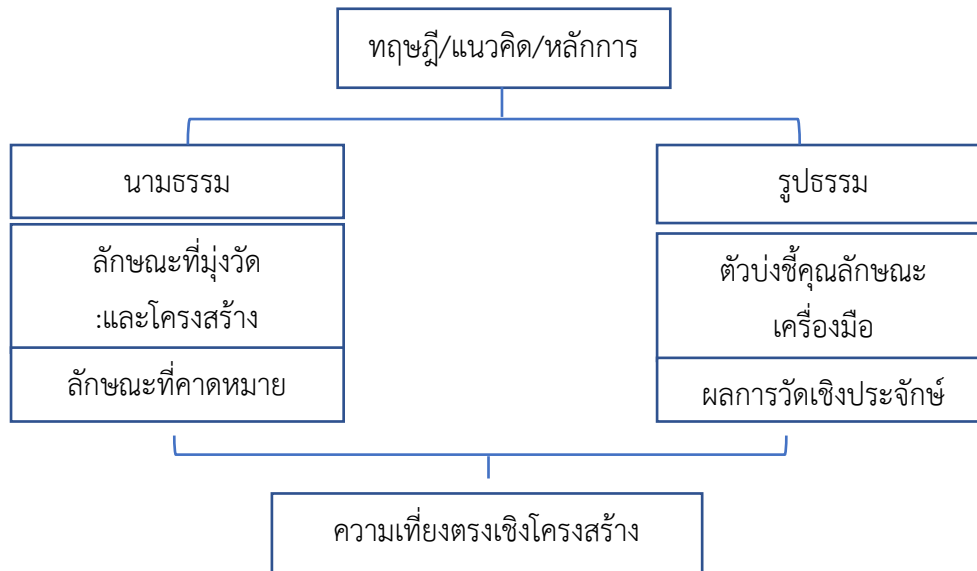 ทฤษฎี/แนวคิด/หลักการ
นามธรรม
ลักษณะที่มุ่งวัด
:และโครงสร้าง
ลักษณะที่คาดหมาย
รูปธรรม
ตัวบ่งชี้คุณลักษณะ
เครื่องมือ
ผลการวัดเชิงประจักษ์
ความเที่ยงตรงเชิงโครงสร้าง